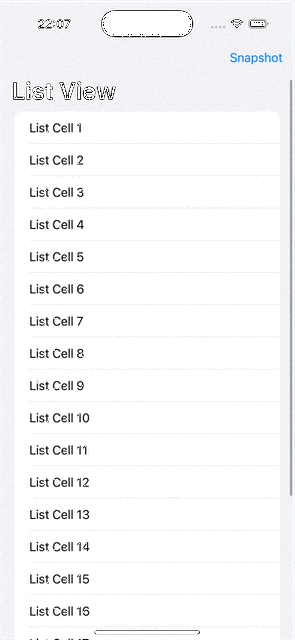 22:07
Snapshot
List View
List Cell 1
List Cell 2
List Cell 3
List Cell 4
List Cell 5
List Cell 6
List Cell 7
List Cell 8
List Cell 9
List Cell 10
List Cell 11
List Cell 12
List Cell 13
List Cell 14
List Cell 15
List Cell 16